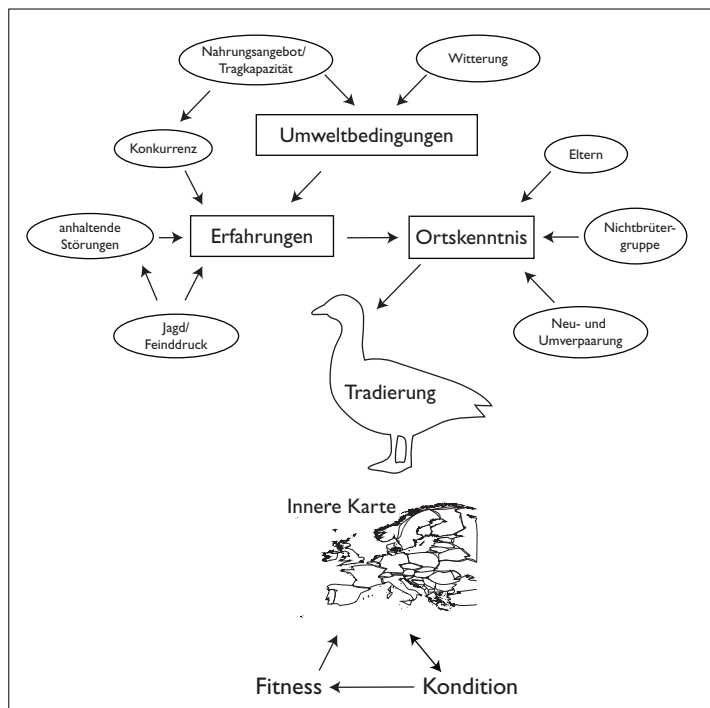 Nahrungsangebot/
Tragkapazität
Witterung
Umweltbedingungen
Konkurrenz
Eltern
anhaltende
Störungen
Erfahrungen
Ortskenntnis
Nichtbrüter-
gruppe
Jagd/
Feinddruck
Neu- und
Umverpaarung
Tradierung
Innere Karte
Fitness
Kondition